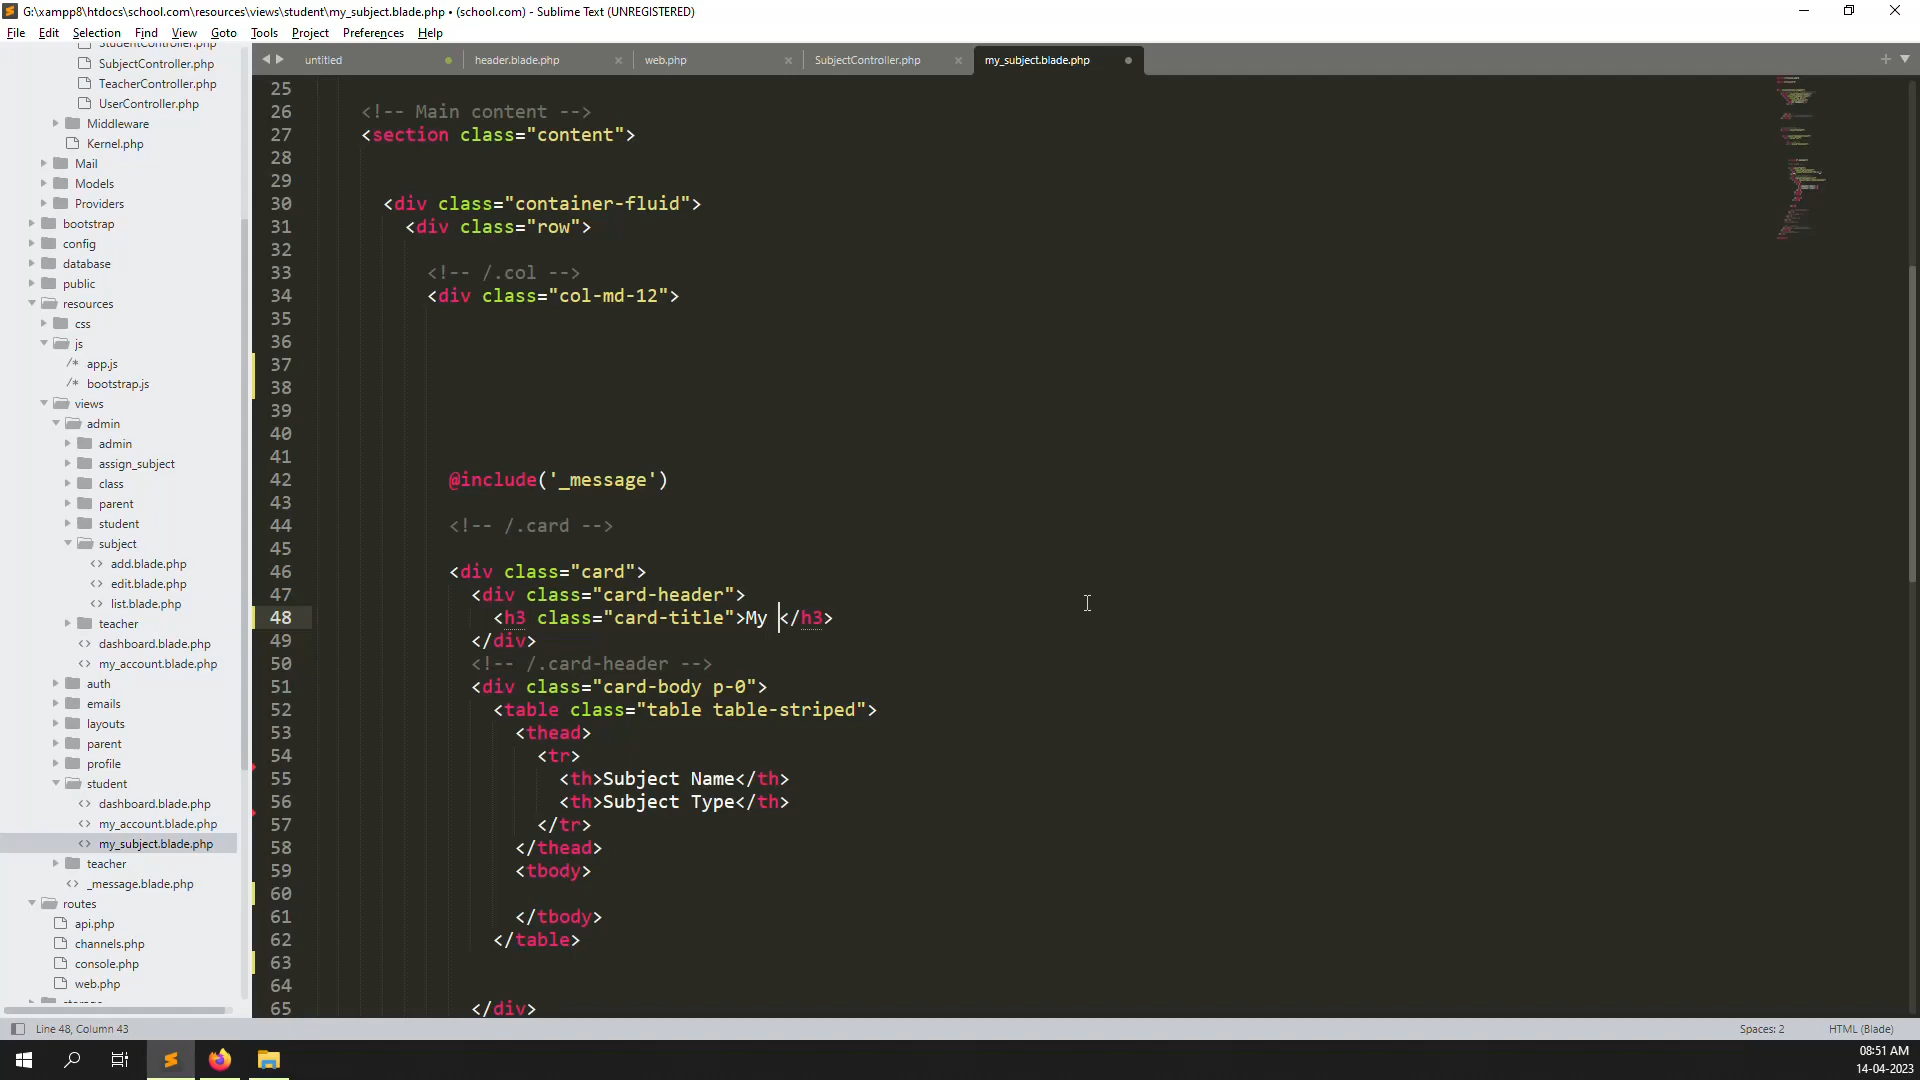 G:\xampp8\htdocs\school.com\resources\views\student\my_subject.blade.php • (school.com) - Sublime Text (UNREGISTERED)
File Edit Selection Find View Goto Tools Project Preferences Help
StudentController.php
SubjectController.php
TeacherController.php
UserController.php
Middleware
Kernel.php
Mail
Models
Providers
bootstrap
config
database
public
resources
css
js
/* app.js
/* bootstrap.js
views
admin
admin
assign_subject
class
parent
student
subject
<> add.blade.php
<> edit.blade.php
<> list.blade.php
teacher
<> dashboard.blade.php
<> my_account.blade.php
auth
emails
layouts
parent
profile
student
<> dashboard.blade.php
<> my_account.blade.php
<> my_subject.blade.php
teacher
<> _message.blade.php
routes
api.php
channels.php
console.php
web.php
untitled header.blade.php web.php SubjectController.php my_subject.blade.php
25
26 <!-- Main content -->
27 <section class="content">
28
29
30 <div class="container-fluid">
31 <div class="row">
32
33 <!-- /.col -->
34 <div class="col-md-12">
35
36
37
38
39
40
41
42 @include('_message')
43
44 <!-- /.card -->
45
46 <div class="card">
47 <div class="card-header">
48 <h3 class="card-title">My </h3>
49 </div>
50 <!-- /.card-header -->
51 <div class="card-body p-0">
52 <table class="table table-striped">
53 <thead>
54 <tr>
55 <th>Subject Name</th>
56 <th>Subject Type</th>
57 </tr>
58 </thead>
59 <tbody>
60
61 </tbody>
62 </table>
63
64
65 </div>
Line 48, Column 43
Spaces: 2
HTML (Blade)
08:51 AM
14-04-2023